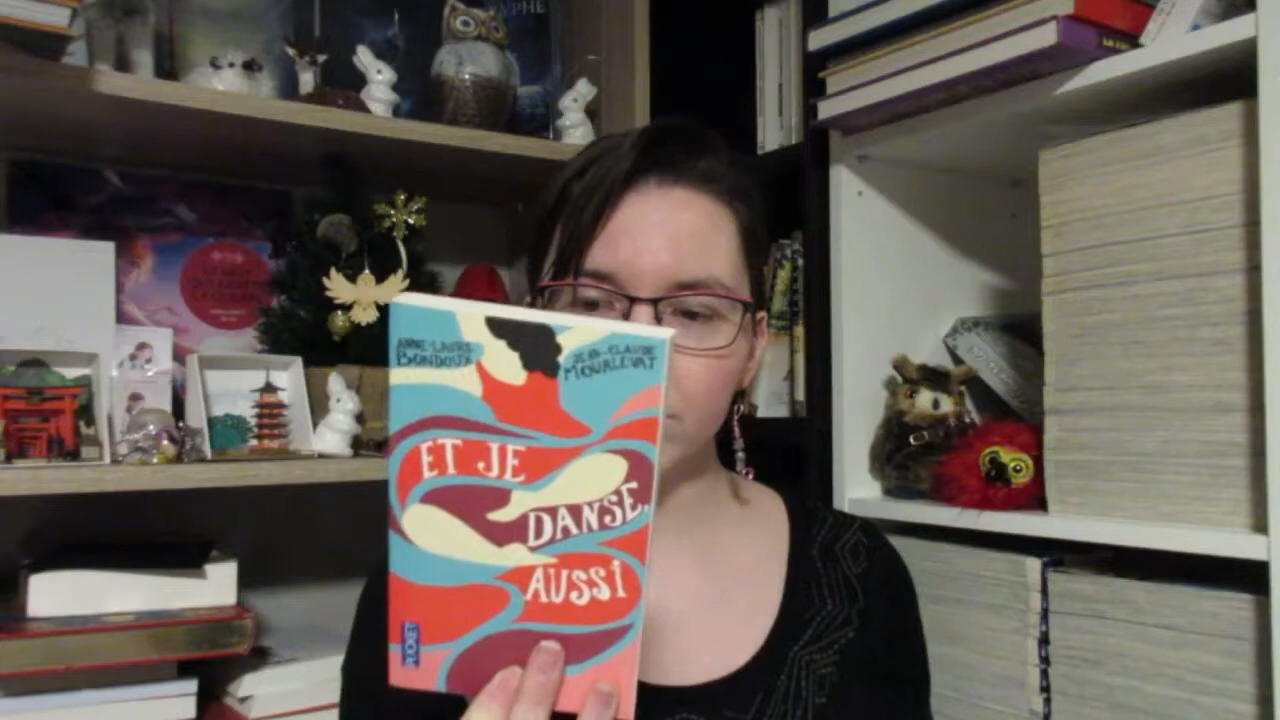 ANNE-LAURE
BONDOUX
JEAN-CLAUDE
MOURLEVAT
ET JE
DANSE,
AUSSI
POCKET